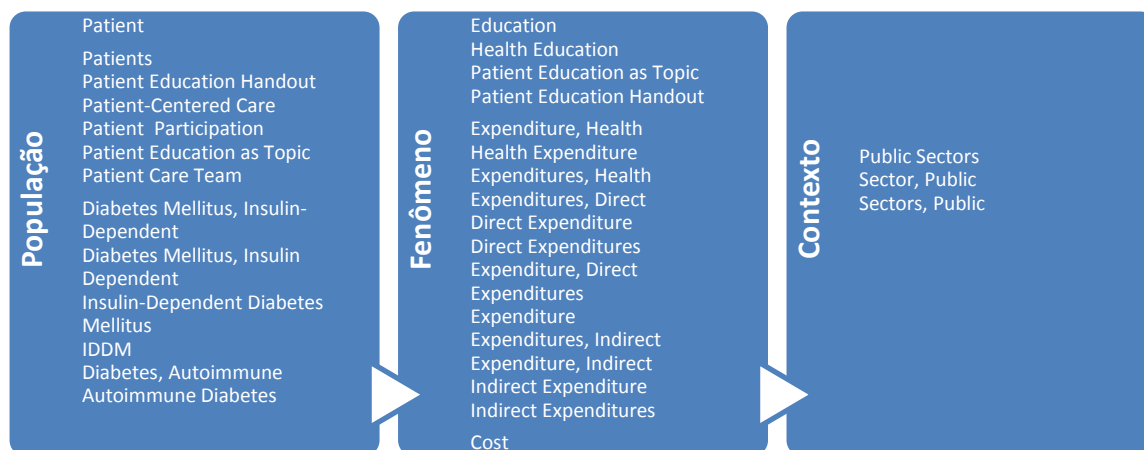 População
Patient
Patients
Patient Education Handout
Patient-Centered Care
Patient  Participation
Patient Education as Topic
Patient Care Team
Diabetes Mellitus, Insulin-
Dependent
Diabetes Mellitus, Insulin
Dependent
Insulin-Dependent Diabetes
Mellitus
IDDM
Diabetes, Autoimmune
Autoimmune Diabetes
Fenômeno
Education
Health Education
Patient Education as Topic
Patient Education Handout
Expenditure, Health
Health Expenditure
Expenditures, Health
Expenditures, Direct
Direct Expenditure
Direct Expenditures
Expenditure, Direct
Expenditures
Expenditure
Expenditures, Indirect
Expenditure, Indirect
Indirect Expenditure
Indirect Expenditures
Cost
Contexto
Public Sectors
Sector, Public
Sectors, Public